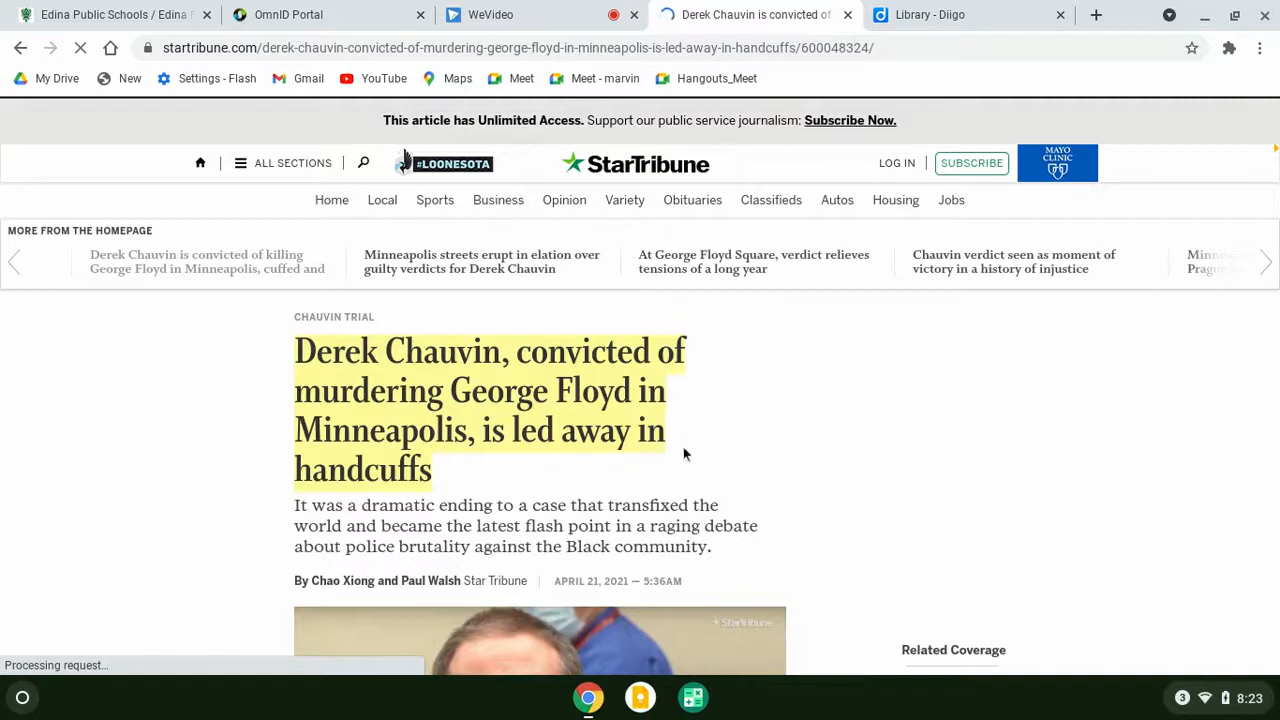 Edina Public Schools / Edina P
OmnID Portal
WeVideo
Derek Chauvin is convicted of
Library - Diigo
startribune.com/derek-chauvin-convicted-of-murdering-george-floyd-in-minneapolis-is-led-away-in-handcuffs/600048324/
My Drive
New
Settings - Flash
Gmail
YouTube
Maps
Meet
Meet - marvin
Hangouts_Meet
This article has Unlimited Access. Support our public service journalism: Subscribe Now.
ALL SECTIONS
#LOONESOTA
StarTribune
LOG IN
SUBSCRIBE
MAYO
CLINIC
Home Local Sports Business Opinion Variety Obituaries Classifieds Autos Housing Jobs
MORE FROM THE HOMEPAGE
Derek Chauvin is convicted of killing
George Floyd in Minneapolis, cuffed and
Minneapolis streets erupt in elation over
guilty verdicts for Derek Chauvin
At George Floyd Square, verdict relieves
tensions of a long year
Chauvin verdict seen as moment of
victory in a history of injustice
CHAUVIN TRIAL
Derek Chauvin, convicted of
murdering George Floyd in
Minneapolis, is led away in
handcuffs
It was a dramatic ending to a case that transfixed the
world and became the latest flash point in a raging debate
about police brutality against the Black community.
By Chao Xiong and Paul Walsh Star Tribune
APRIL 21, 2021 — 5:36AM
StarTribune
Related Coverage
Processing request...
3
8:23